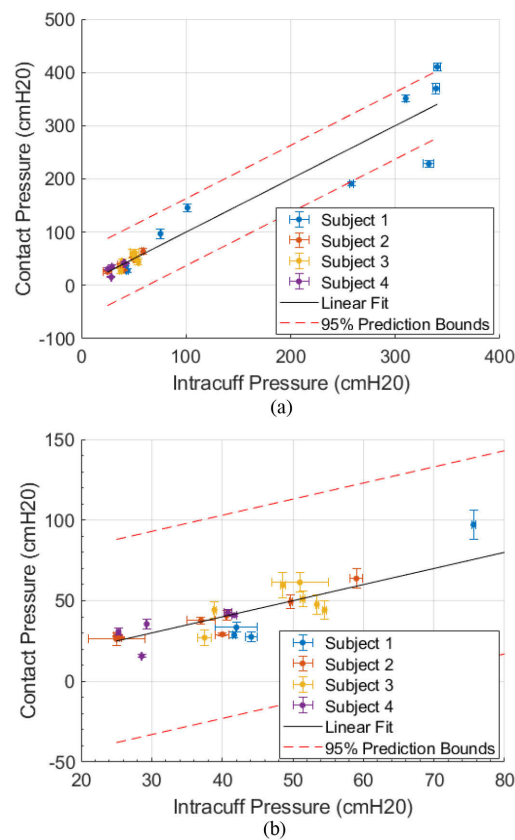 (a)
500
400
300
200
100
0
-100
Contact Pressure (cmH20)
Subject 1
Subject 2
Subject 3
Subject 4
Linear Fit
95% Prediction Bounds
0 100 200 300 400
Intracuff Pressure (cmH20)
(a)
150
100
50
0
-50
Contact Pressure (cmH20)
Subject 1
Subject 2
Subject 3
Subject 4
Linear Fit
95% Prediction Bounds
20 30 40 50 60 70 80
Intracuff Pressure (cmH20)
(b)